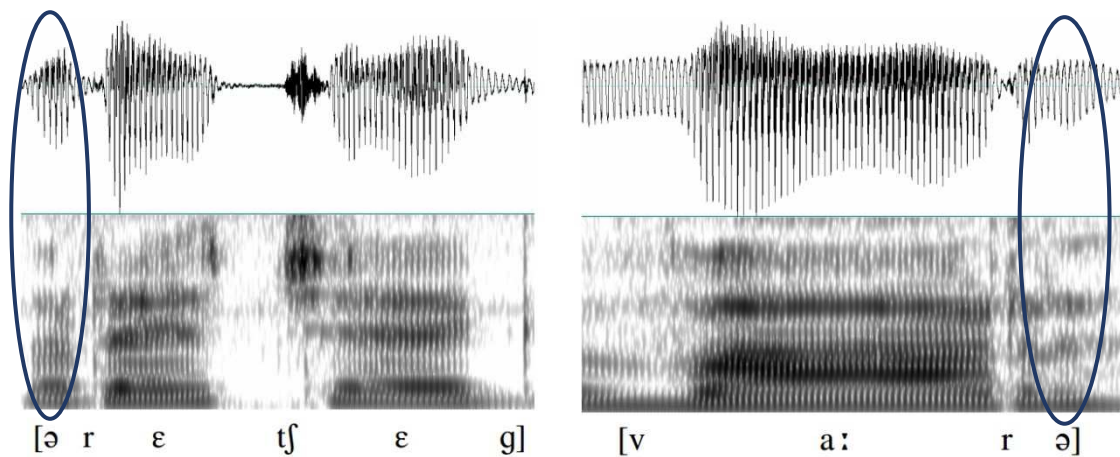 [ə r ɛ tʃ ɛ ɡ]
[v aː r ə]